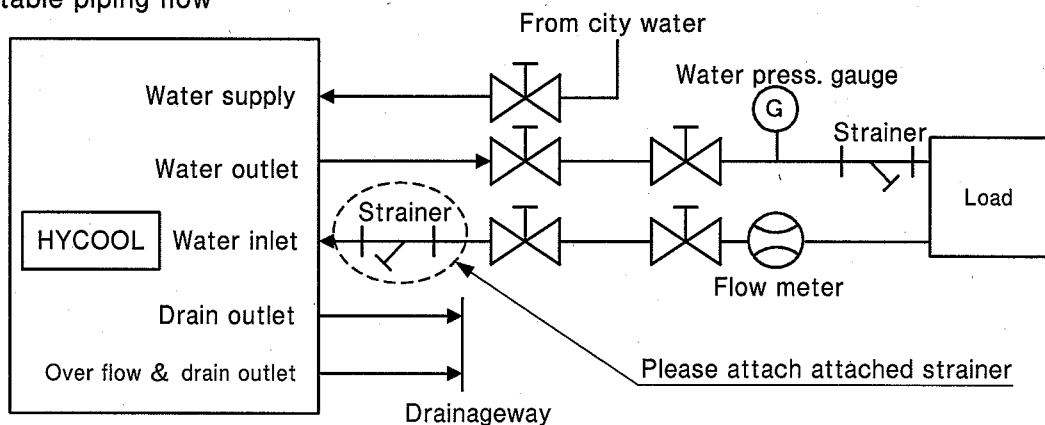 table piping flow
From city water
Water supply
Water press. gauge
G
Strainer
Water outlet
Load
Strainer
HYCOOL
Water inlet
Flow meter
Drain outlet
Please attach attached strainer
Over flow & drain outlet
Drainageway